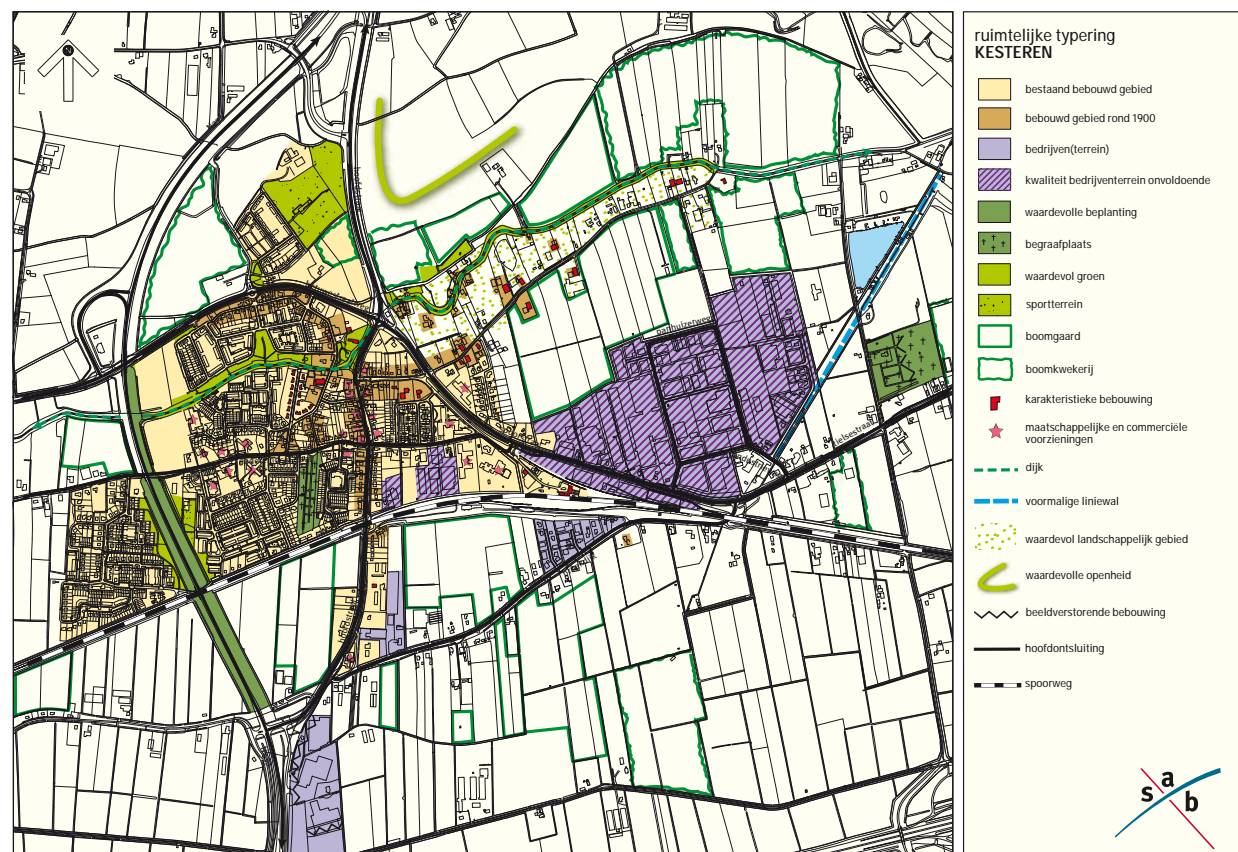 N
panhuizerweg
ruimtelijke typering
KESTEREN
bestaand bebouwd gebied
bebouwd gebied rond 1900
bedrijven(terrein)
kwaliteit bedrijventerrein onvoldoende
waardevolle beplanting
begraafplaats
waardevol groen
sportterrein
boomgaard
boomkwekerij
karakteristieke bebouwing
maatschappelijke en commerciële
voorzieningen
dijk
voormalige liniewal
waardevol landschappelijk gebied
waardevolle openheid
beeldverstorende bebouwing
hoofdontsluiting
spoorweg
s a b